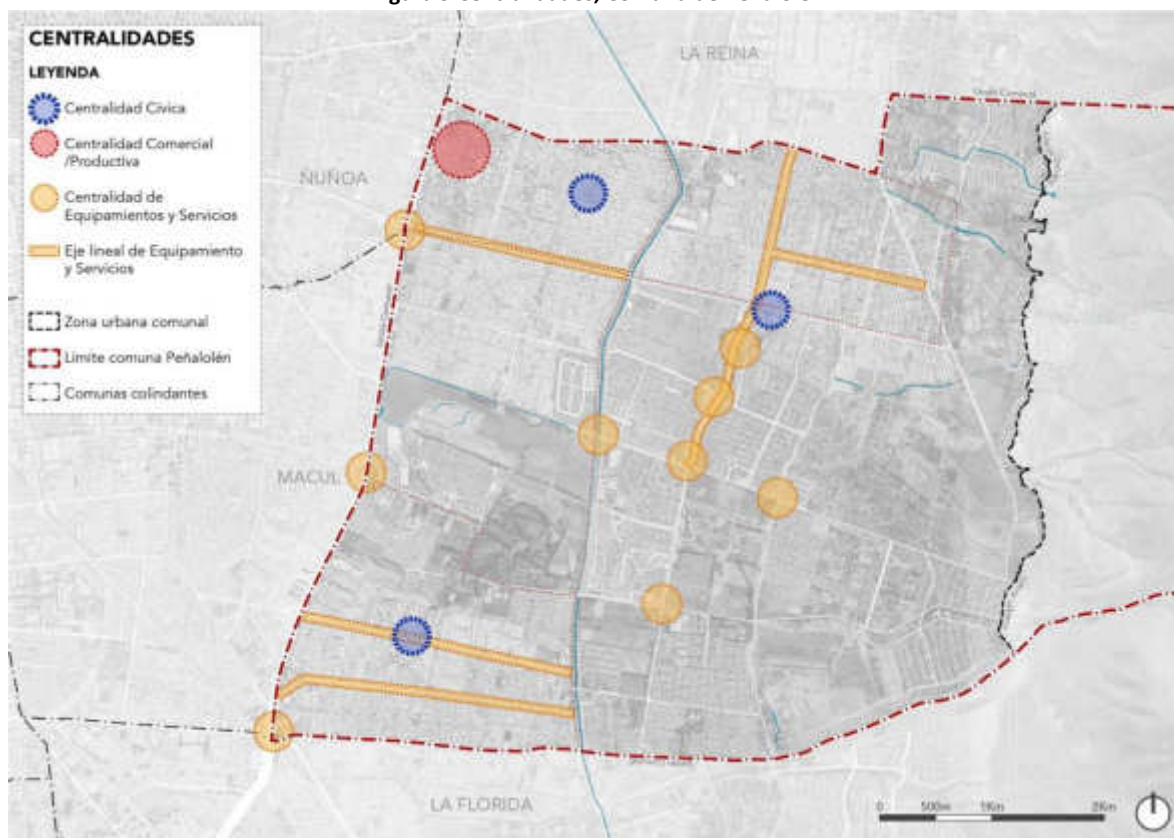 CENTRALIDADES
LEYENDA
Centralidad Cívica
Centralidad Comercial
/Productiva
Centralidad de
Equipamientos y Servicios
Eje lineal de Equipamiento
y Servicios
Zona urbana comunal
Límite comuna Peñalolén
Comunas colindantes
LA REINA
ÑUÑOA
MACUL
LA FLORIDA
0 500m 1Km 2Km